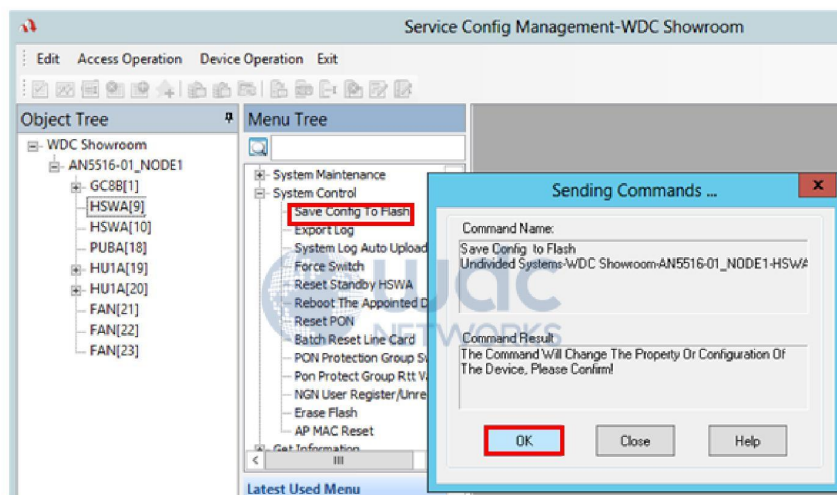 Service Config Management-WDC Showroom
Edit Access Operation Device Operation Exit
Object Tree
WDC Showroom
AN5516-01_NODE1
GC8B[1]
HSWA[9]
HSWA[10]
PUBA[18]
HU1A[19]
HU1A[20]
FAN[21]
FAN[22]
FAN[23]
Menu Tree
System Maintenance
System Control
Save Config To Flash
Export Log
System Log Auto Upload
Force Switch
Reset Standby HSWA
Reboot The Appointed D
Reset PON
Batch Reset Line Card
PON Protection Group Sw
Pon Protect Group Rtt V
NGN User Register/Unre
Erase Flash
AP MAC Reset
Get Information
Latest Used Menu
Sending Commands ...
X
Command Name:
Save Config to Flash
Undivided Systems-WDC Showroom-AN5516-01_NODE1-HSWA
Command Result
The Command Will Change The Property Or Configuration Of
The Device, Please Confirm!
OK Close Help
wac
NETWORKS